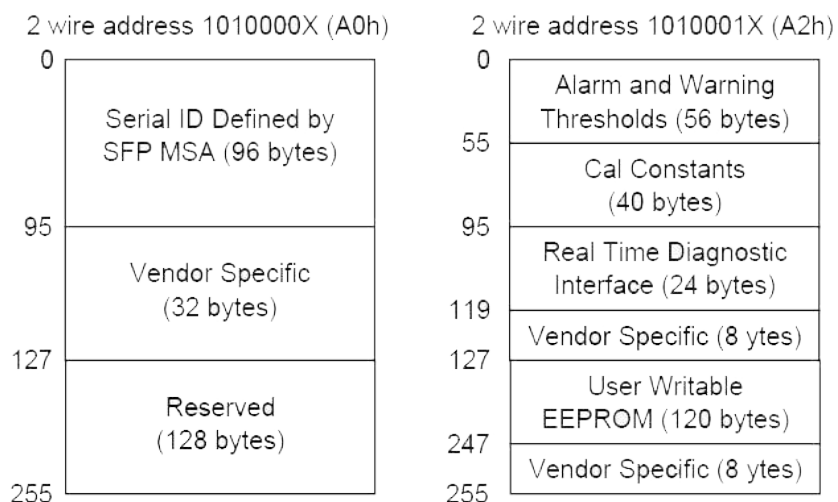 2 wire address 1010000X (A0h)
0
Serial ID Defined by
SFP MSA (96 bytes)
95
Vendor Specific
(32 bytes)
127
Reserved
(128 bytes)
255
2 wire address 1010001X (A2h)
0
Alarm and Warning
Thresholds (56 bytes)
55
Cal Constants
(40 bytes)
95
Real Time Diagnostic
Interface (24 bytes)
119
Vendor Specific (8 ytes)
127
User Writable
EEPROM (120 bytes)
247
Vendor Specific (8 ytes)
255